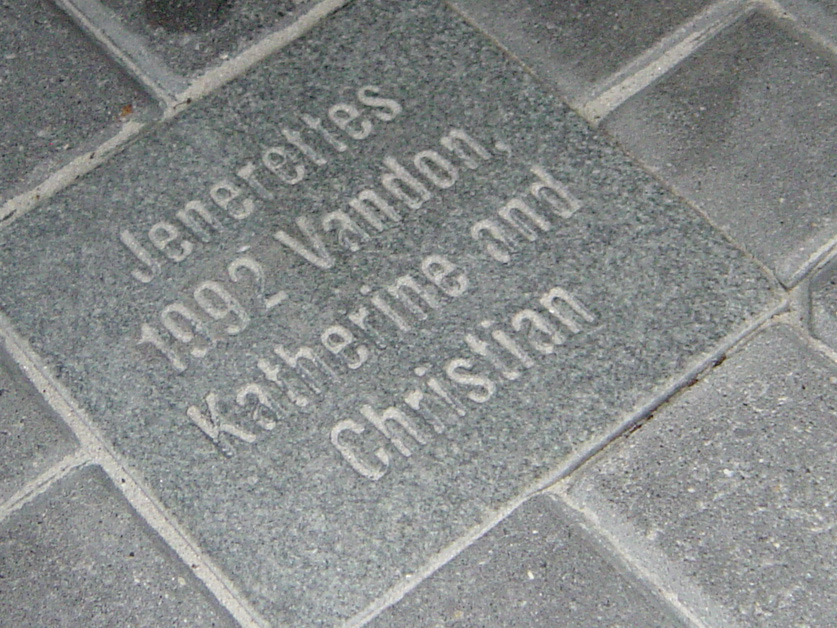 Jenerettes
1992 Vandon,
Katherine and
Christian